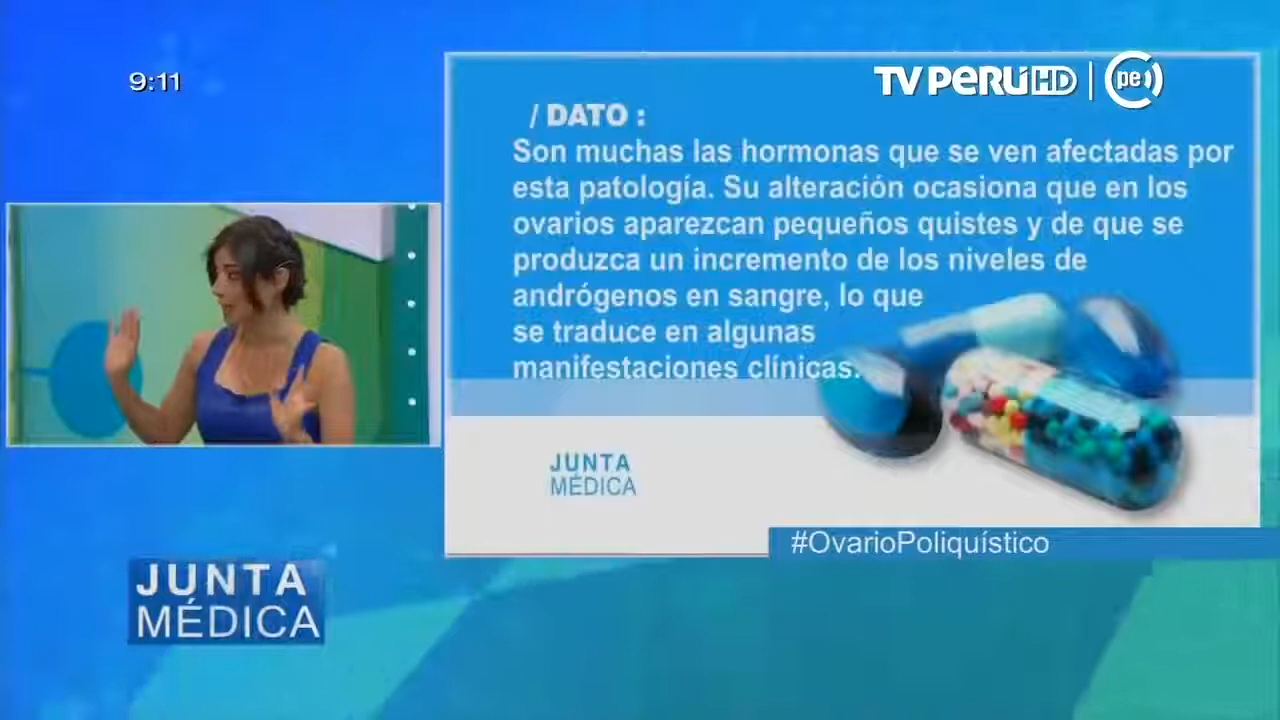 9:11
TV PERÚ HD
pe
/ DATO :
Son muchas las hormonas que se ven afectadas por
esta patología. Su alteración ocasiona que en los
ovarios aparezcan pequeños quistes y de que se
produzca un incremento de los niveles de
andrógenos en sangre, lo que
se traduce en algunas
manifestaciones clínicas.
JUNTA
MÉDICA
#OvarioPoliquístico
JUNTA
MÉDICA